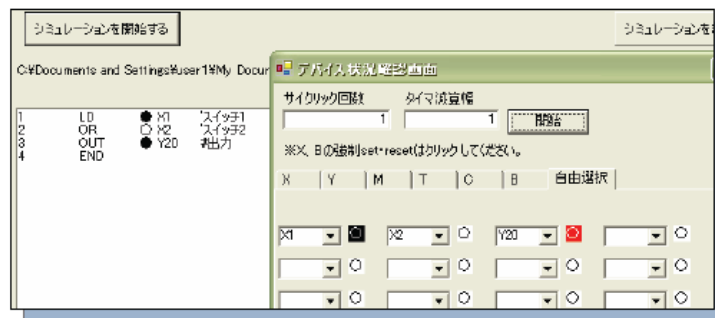 シミュレーションを開始する
シミュレーションを
C:¥Documents and Settings¥user1¥My Docur
デバイス状況確認画面
サイクリック回数 タイマ減算幅
1 1 開始
※X, Bの強制set・resetはクリックしてください。
X Y M T C B 自由選択
1 LD ● X1 'スイッチ1
2 OR ○ X2 'スイッチ2
3 OUT ● Y20 '出力
4 END
X1 X2 Y20